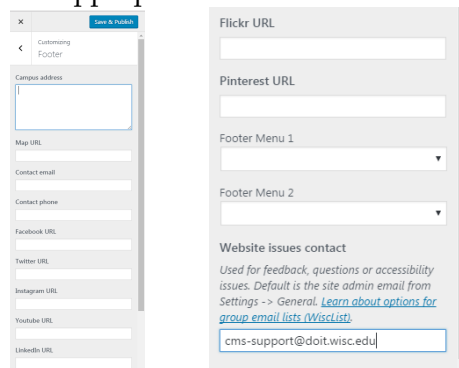 Save & Publish
Customizing
Footer
Campus address
Map URL
Contact email
Contact phone
Facebook URL
Twitter URL
Instagram URL
Youtube URL
LinkedIn URL
Flickr URL
Pinterest URL
Footer Menu 1
Footer Menu 2
Website issues contact
Used for feedback, questions or accessibility
issues. Default is the site admin email from
Settings -> General. Learn about options for
group email lists (WiscList).
cms-support@doit.wisc.edu